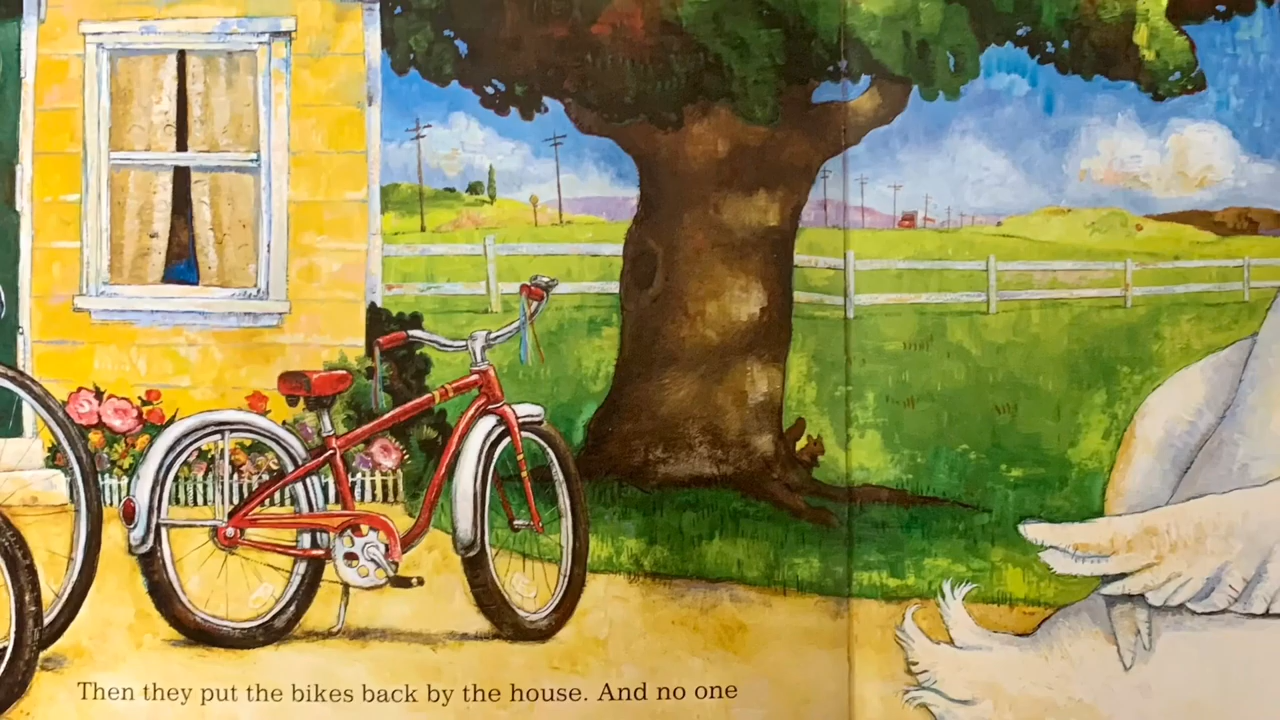 Then they put the bikes back by the house. And no one